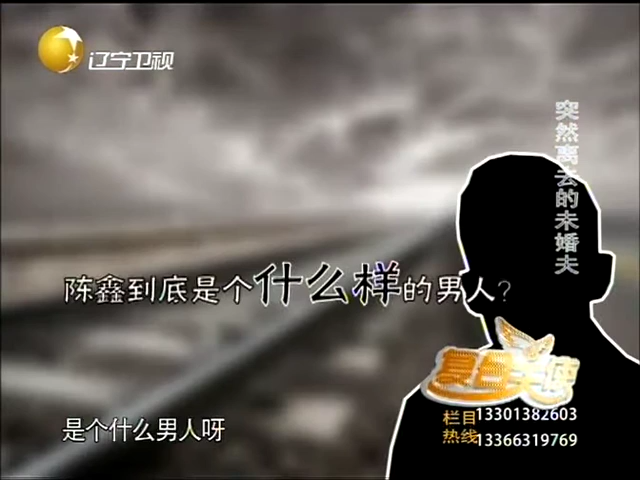 辽宁卫视
突然离去的未婚夫
陈鑫到底是个什么样的男人?
栏目 13301382603
热线 13366319769
是个什么男人呀